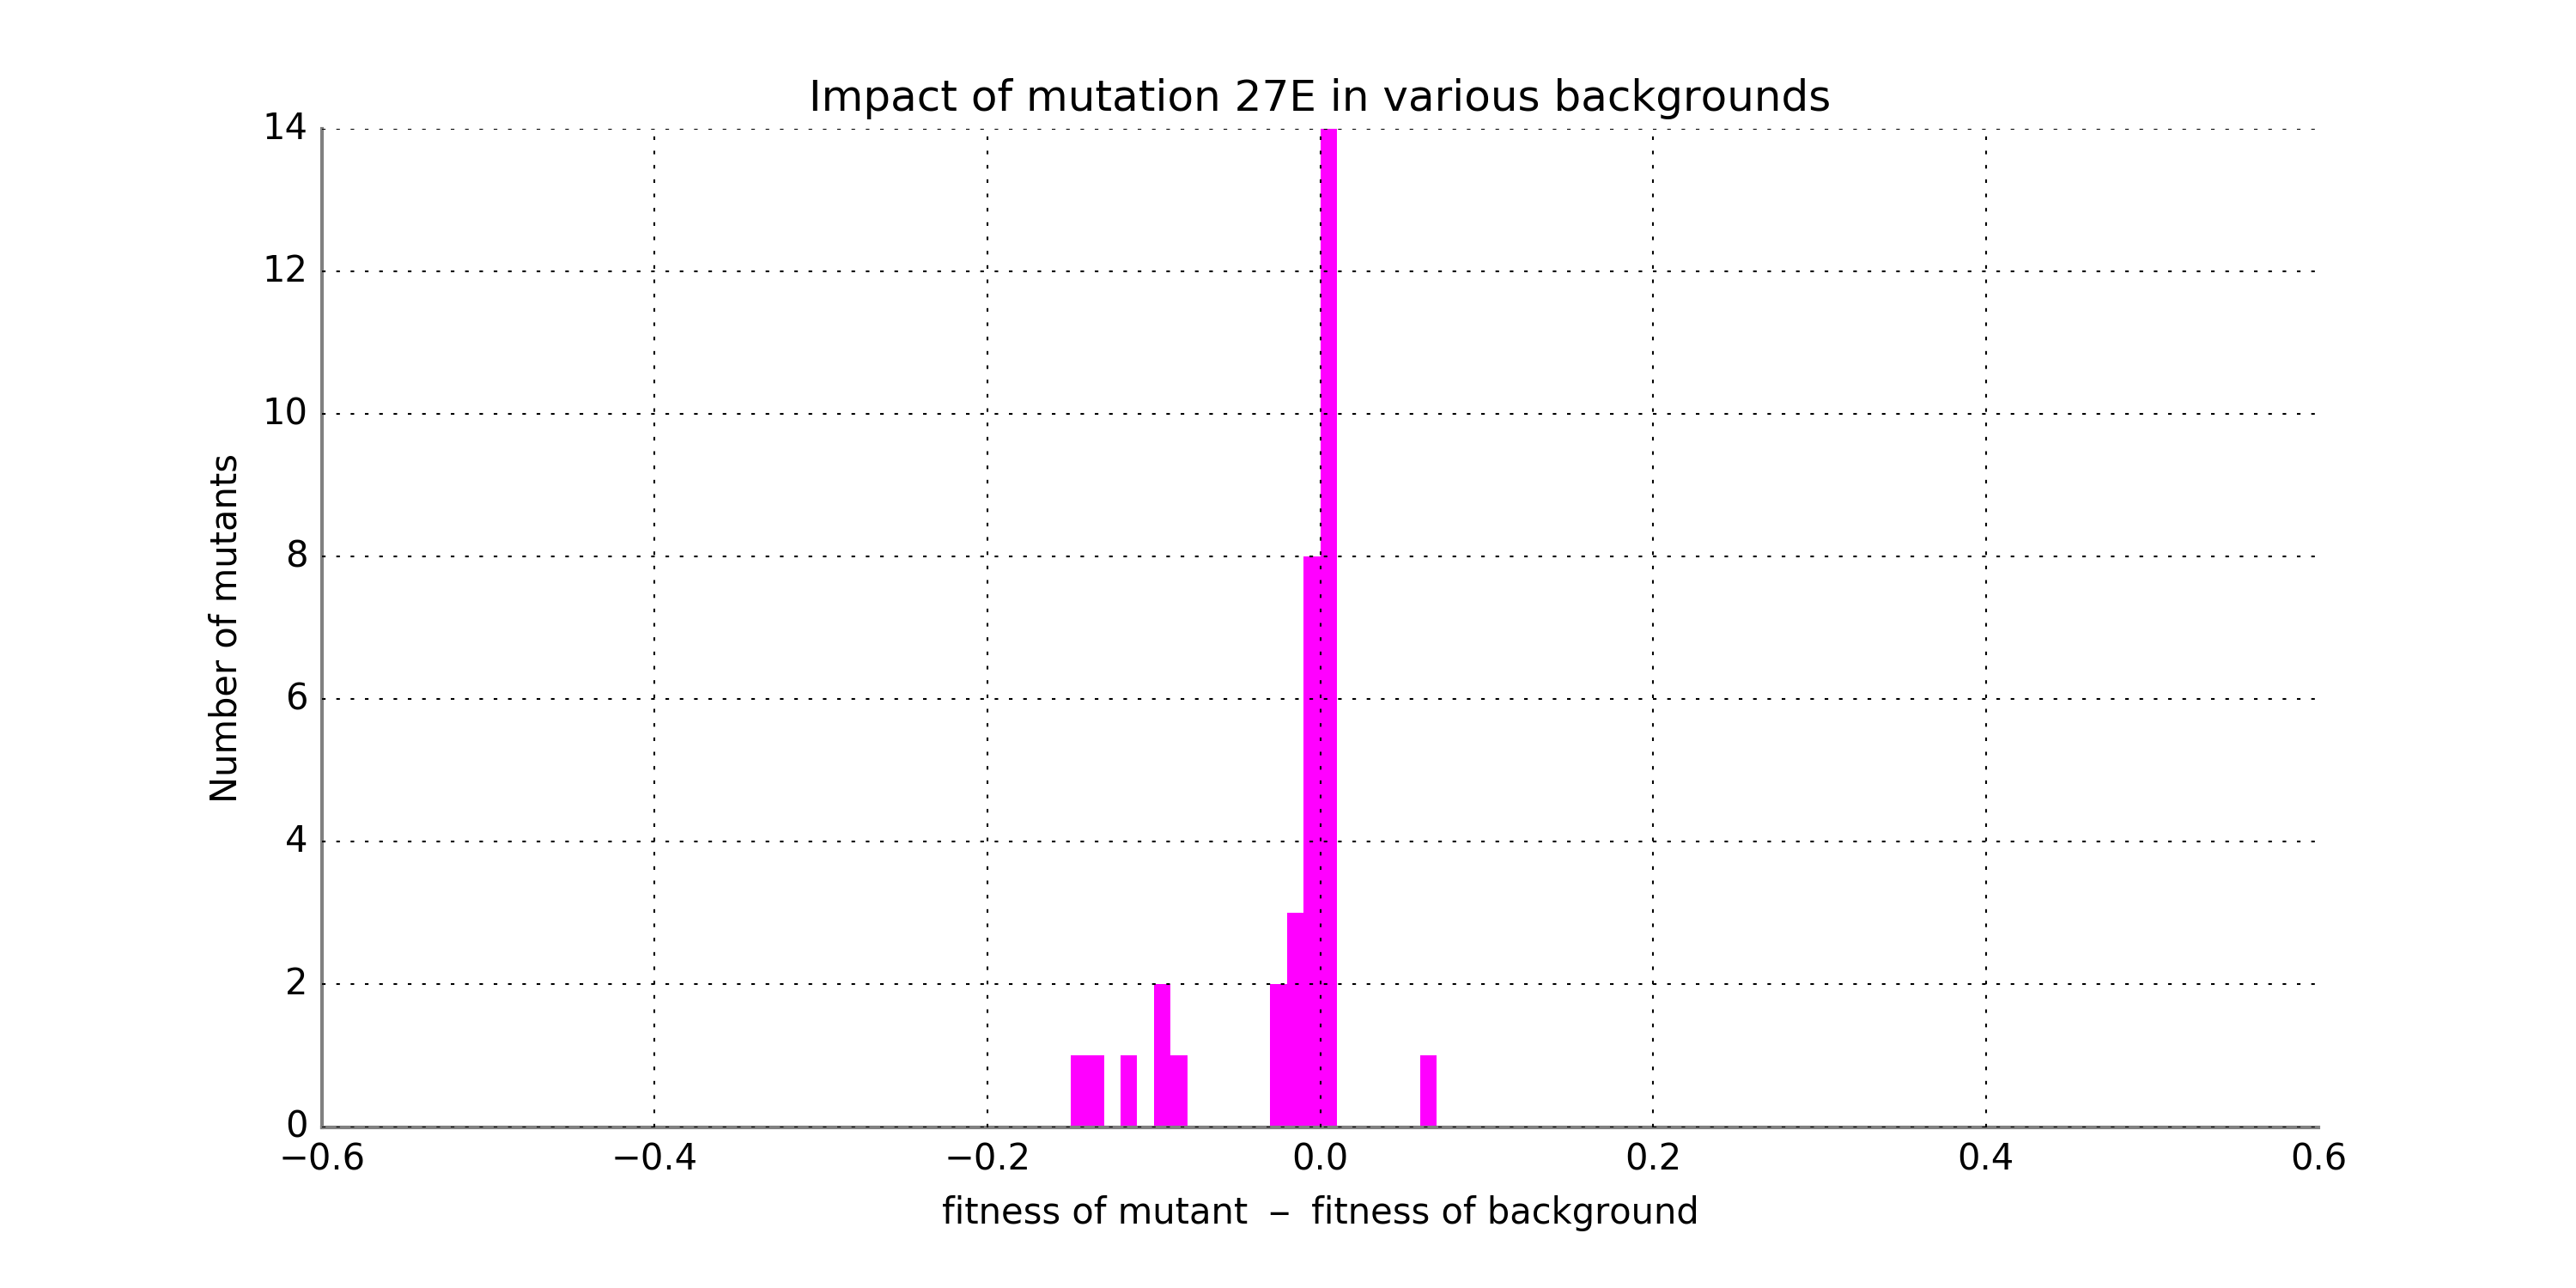 Impact of mutation 27E in various backgrounds
14
12
10
8
6
4
2
0
Number of mutants
−0.6 −0.4 −0.2 0.0 0.2 0.4 0.6
fitness of mutant − fitness of background